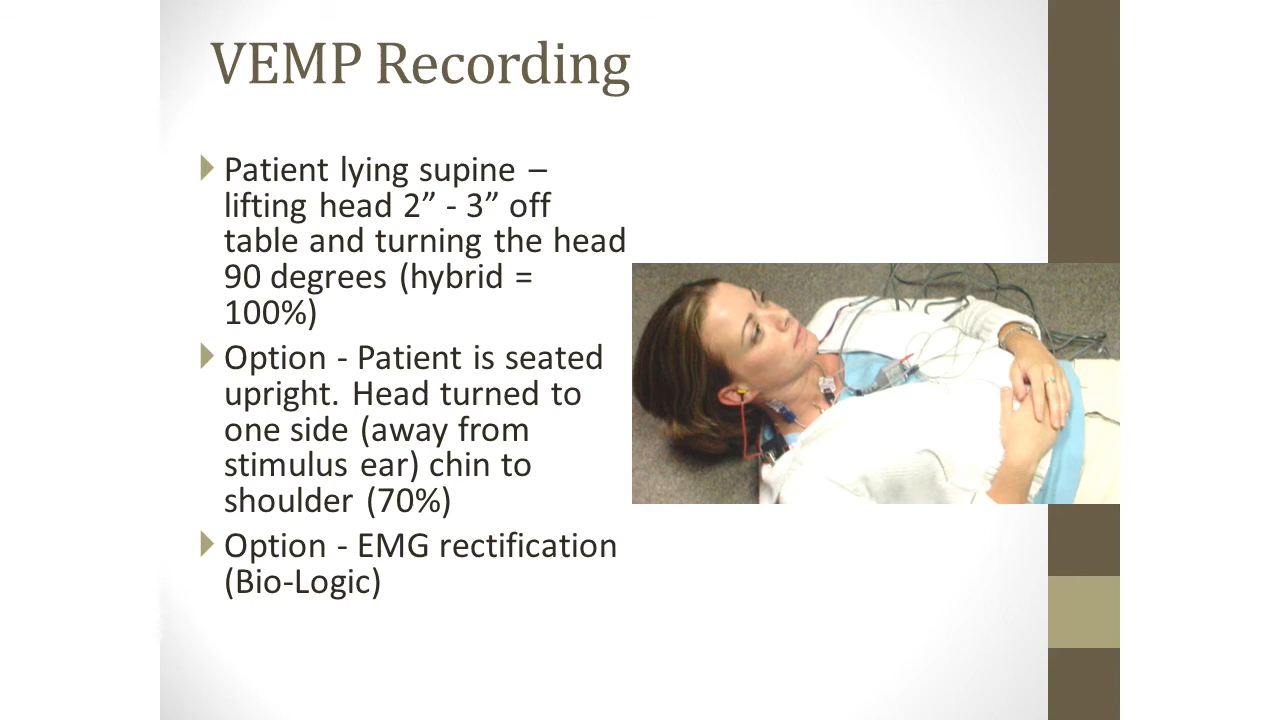 VEMP Recording
Patient lying supine –
lifting head 2” - 3” off
table and turning the head
90 degrees (hybrid =
100%)
Option - Patient is seated
upright. Head turned to
one side (away from
stimulus ear) chin to
shoulder (70%)
Option - EMG rectification
(Bio-Logic)